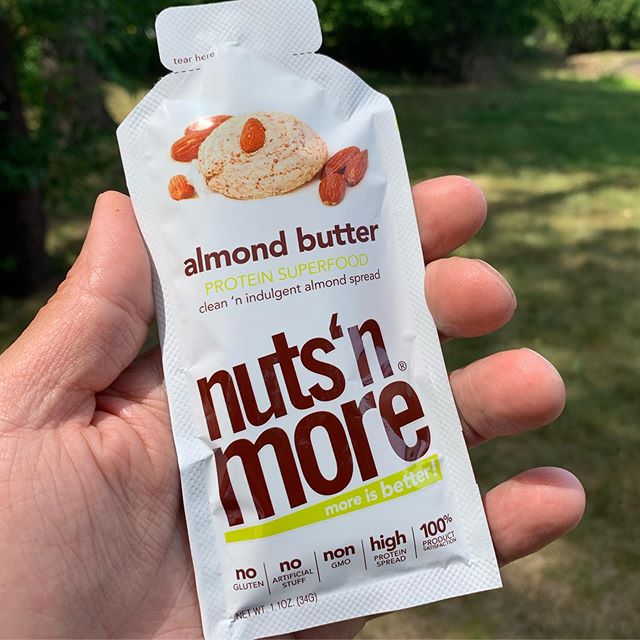 tear here
almond butter
PROTEIN SUPERFOOD
clean 'n indulgent almond spread
nuts 'n
more®
more is better!
no GLUTEN | no ARTIFICIAL STUFF | non GMO | high PROTEIN SPREAD | 100% PRODUCT SATISFACTION
NET WT. 1.1OZ. (34G)